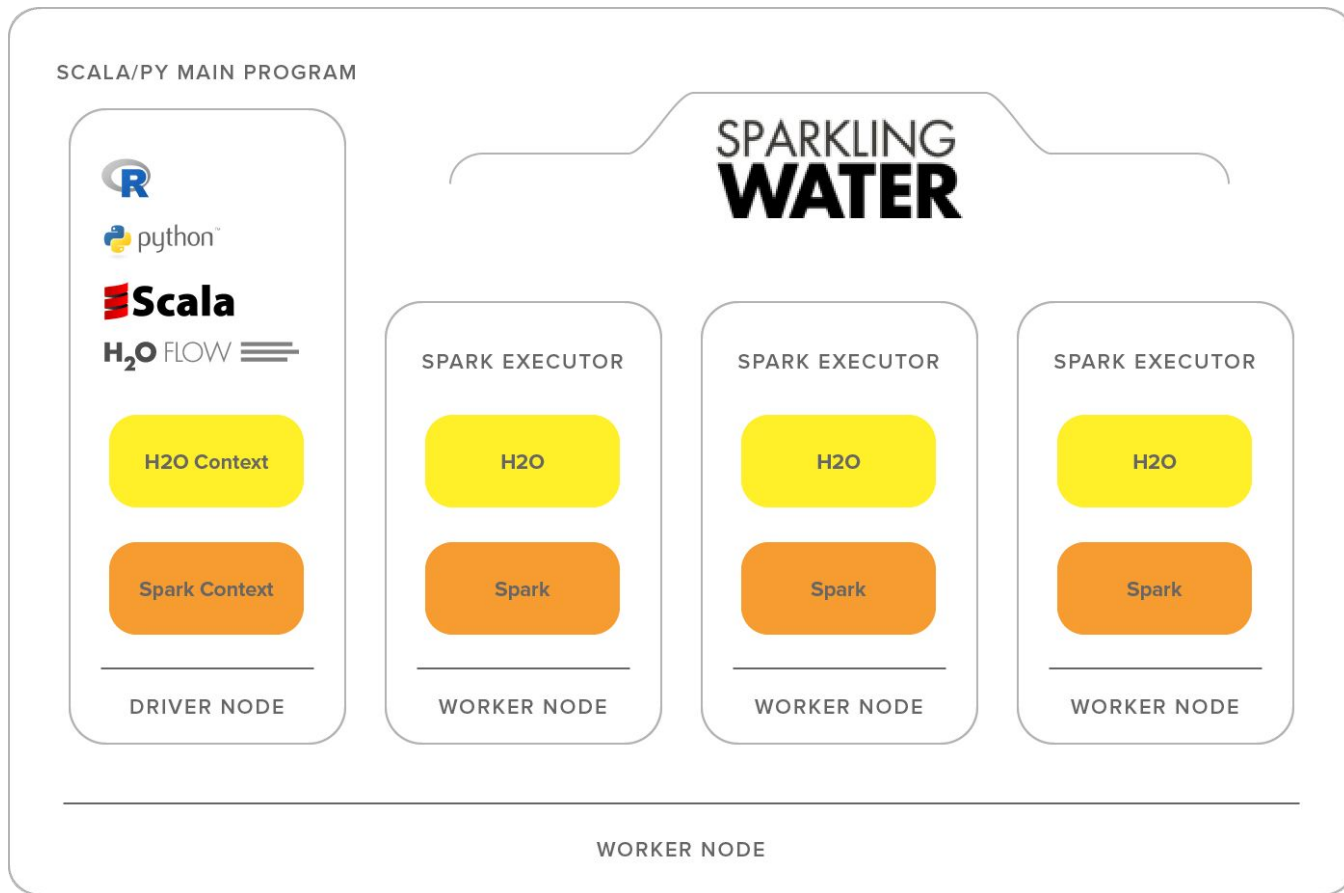 SCALA/PY MAIN PROGRAM
R
python™
Scala
H2O FLOW
H2O Context
Spark Context
DRIVER NODE
SPARKLING
WATER
SPARK EXECUTOR
H2O
Spark
WORKER NODE
SPARK EXECUTOR
H2O
Spark
WORKER NODE
SPARK EXECUTOR
H2O
Spark
WORKER NODE
WORKER NODE